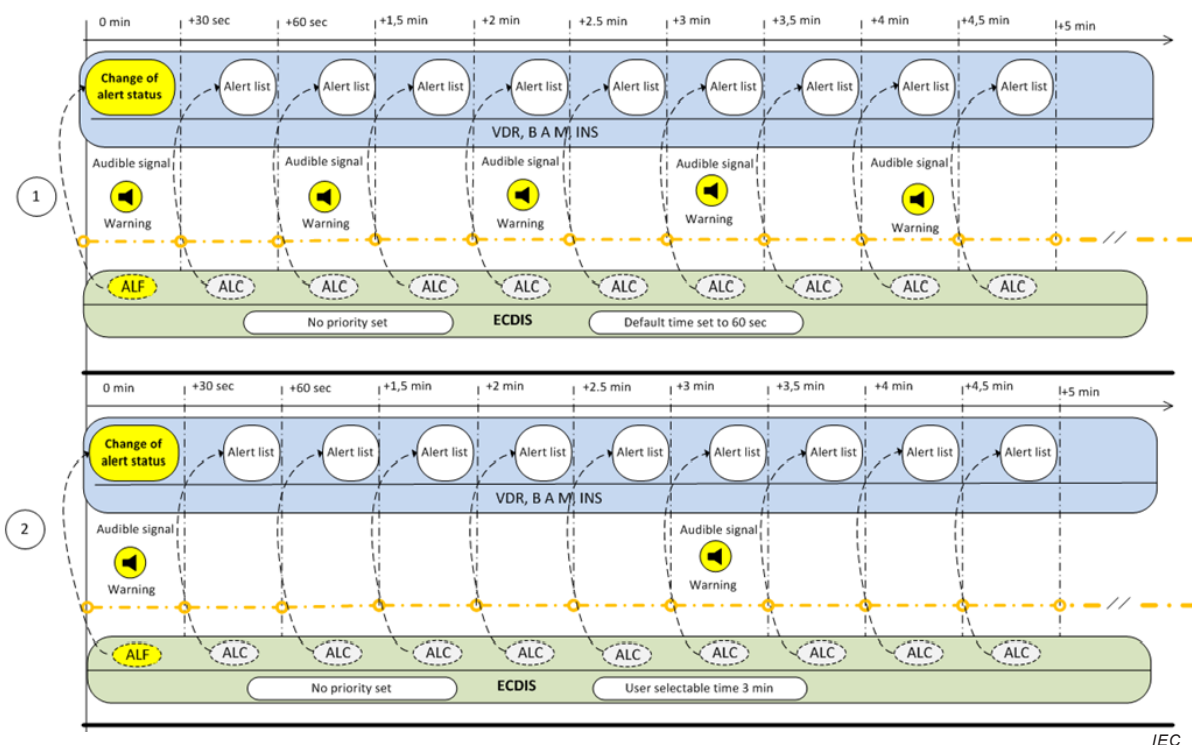 0 min +30 sec +60 sec +1,5 min +2 min +2.5 min +3 min +3,5 min +4 min +4,5 min +5 min
Change of
alert status
Alert list Alert list Alert list Alert list Alert list Alert list Alert list Alert list Alert list
VDR, B A M, INS
Audible signal Audible signal Audible signal Audible signal Audible signal
1
Warning Warning Warning Warning Warning
ALF ALC ALC ALC ALC ALC ALC ALC ALC ALC
No priority set ECDIS Default time set to 60 sec
0 min +30 sec +60 sec +1,5 min +2 min +2.5 min +3 min +3,5 min +4 min +4,5 min +5 min
Change of
alert status
Alert list Alert list Alert list Alert list Alert list Alert list Alert list Alert list Alert list
VDR, B A M, INS
2
Audible signal Audible signal
Warning Warning
ALF ALC ALC ALC ALC ALC ALC ALC ALC ALC
No priority set ECDIS User selectable time 3 min
IEC